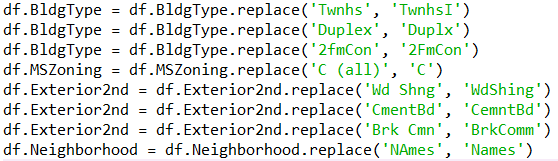 df.BldgType = df.BldgType.replace('Twnhs', 'TwnhsI')
df.BldgType = df.BldgType.replace('Duplex', 'Duplx')
df.BldgType = df.BldgType.replace('2fmCon', '2FmCon')
df.MSZoning = df.MSZoning.replace('C (all)', 'C')
df.Exterior2nd = df.Exterior2nd.replace('Wd Shng', 'WdShing')
df.Exterior2nd = df.Exterior2nd.replace('CmentBd', 'CemntBd')
df.Exterior2nd = df.Exterior2nd.replace('Brk Cmn', 'BrkComm')
df.Neighborhood = df.Neighborhood.replace('NAmes', 'Names')